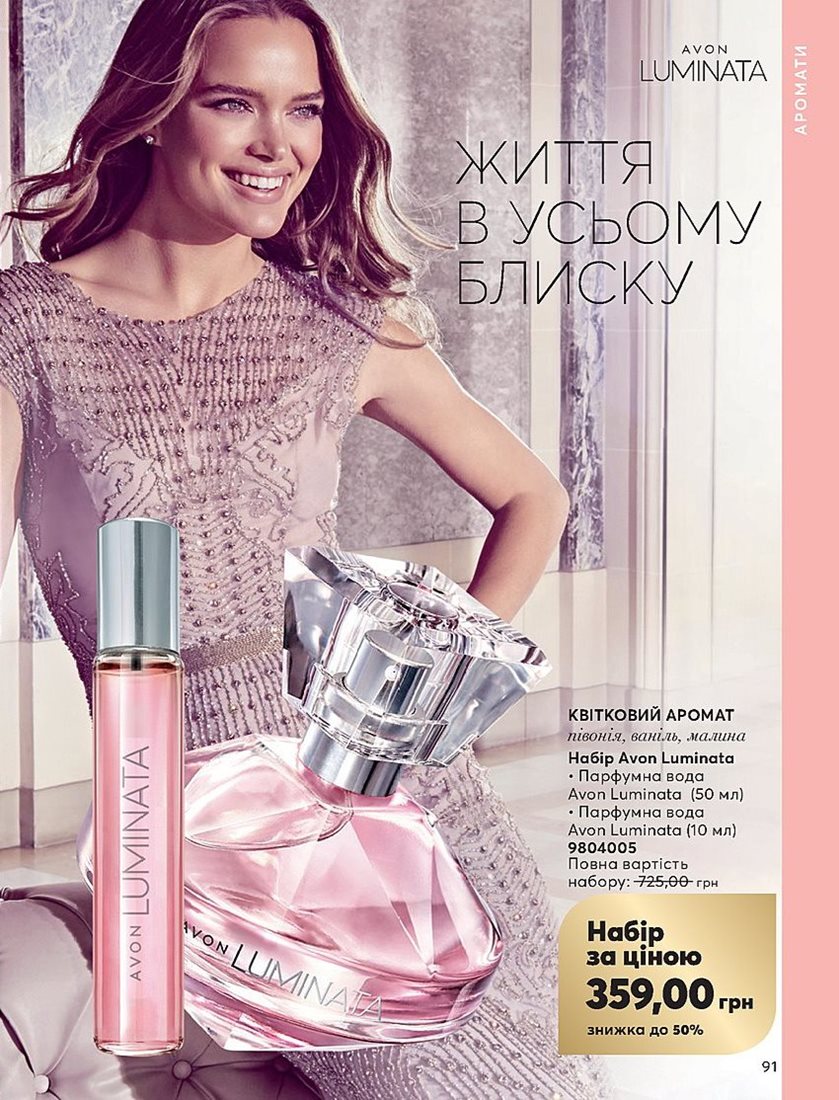 AVON
LUMINATA
АРОМАТИ
ЖИТТЯ
В УСЬОМУ
БЛИСКУ
КВІТКОВИЙ АРОМАТ
півонія, ваніль, малина
Набір Avon Luminata
• Парфумна вода
Avon Luminata (50 мл)
• Парфумна вода
Avon Luminata (10 мл)
9804005
Повна вартість
набору: 725,00 грн
Набір
за ціною
359,00 грн
знижка до 50%
AVON LUMINATA
AVON LUMINATA
91